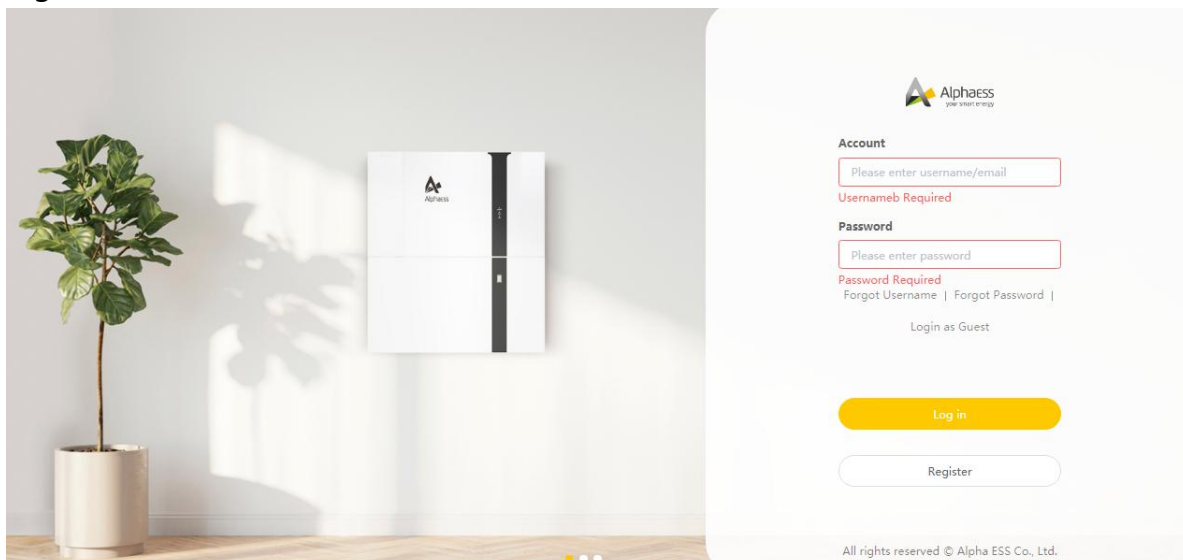 Alphaess
Alphaess
your smart energy
Account
Please enter username/email
Usernameb Required
Password
Please enter password
Password Required
Forgot Username | Forgot Password |
Login as Guest
Log in
Register
All rights reserved © Alpha ESS Co., Ltd.